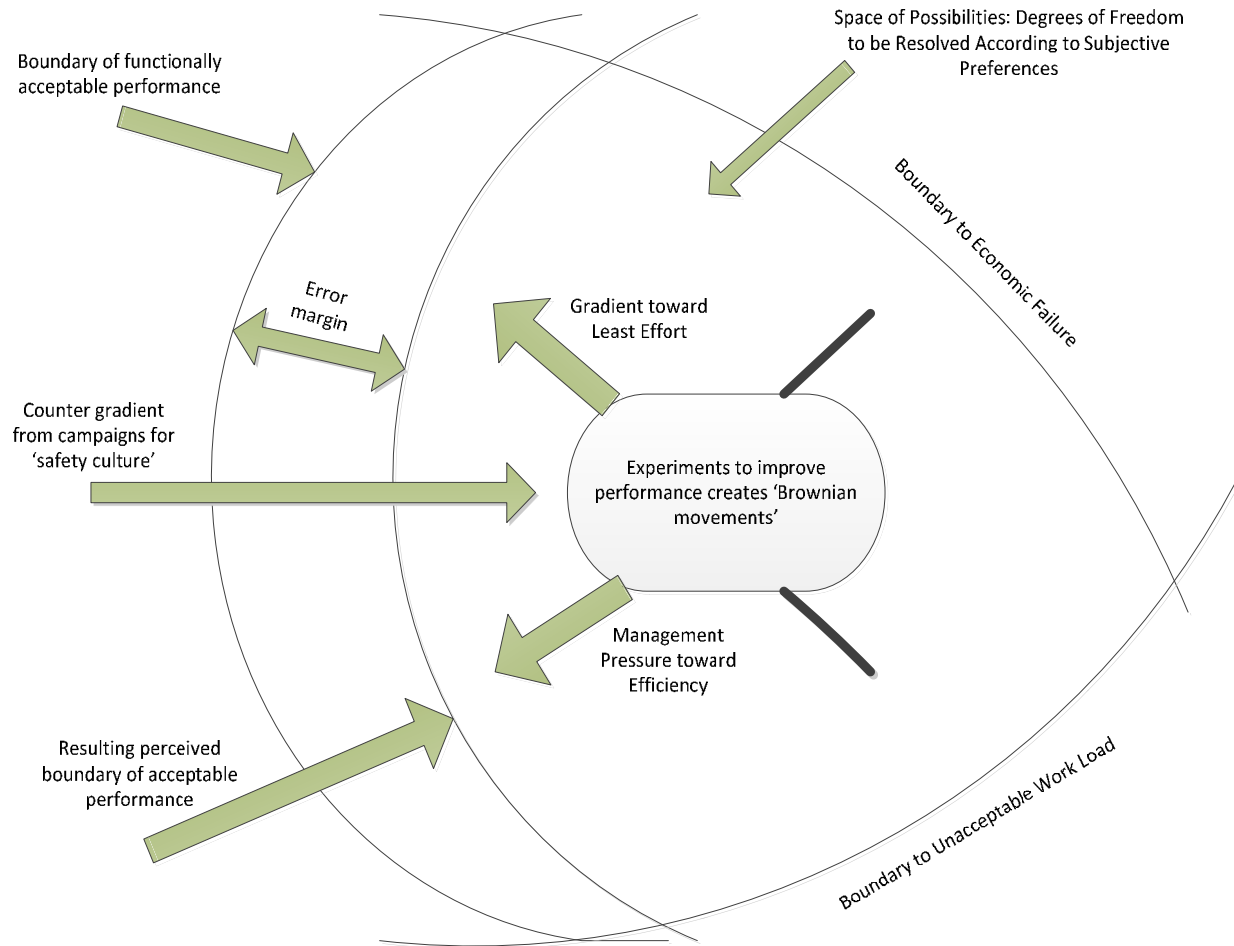 Space of Possibilities: Degrees of Freedom
to be Resolved According to Subjective
Preferences
Boundary of functionally
acceptable performance
Boundary to Economic Failure
Error
margin
Gradient toward
Least Effort
Counter gradient
from campaigns for
‘safety culture’
Experiments to improve
performance creates ‘Brownian
movements’
Management
Pressure toward
Efficiency
Resulting perceived
boundary of acceptable
performance
Boundary to Unacceptable Work Load